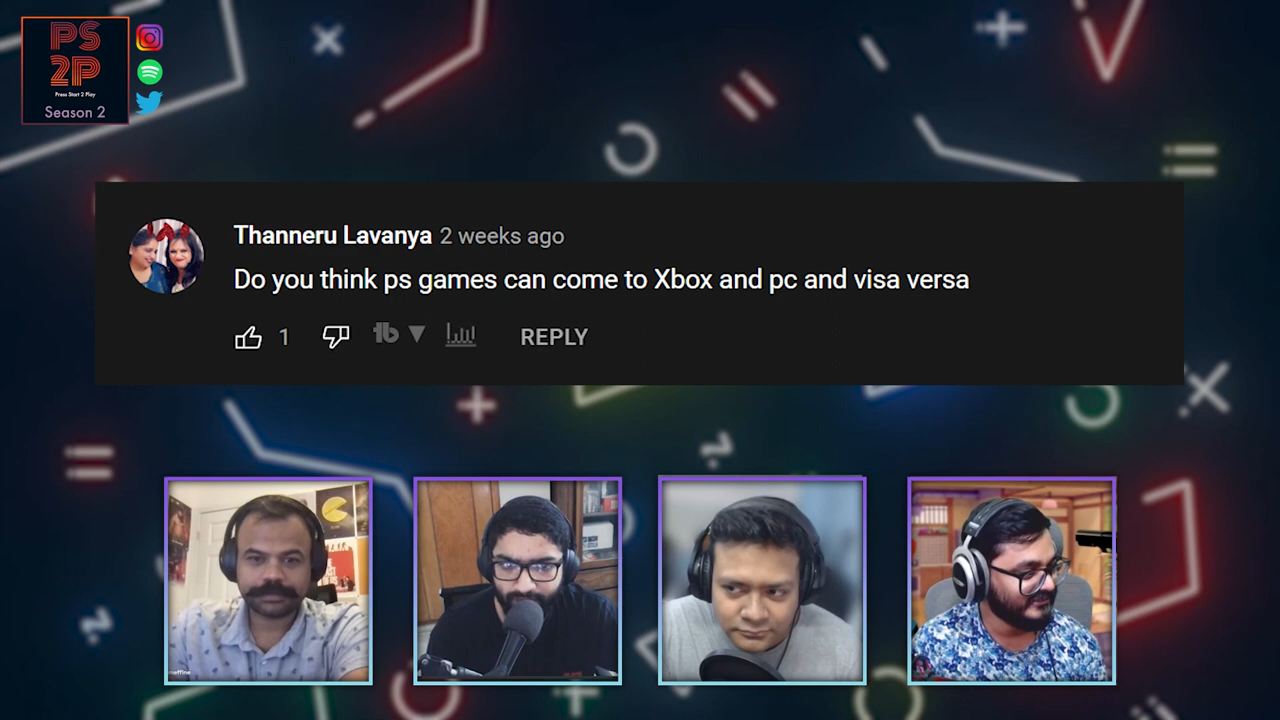 PS
2P
Press Start 2 Play
Season 2
Thanneru Lavanya 2 weeks ago
Do you think ps games can come to Xbox and pc and visa versa
1
REPLY